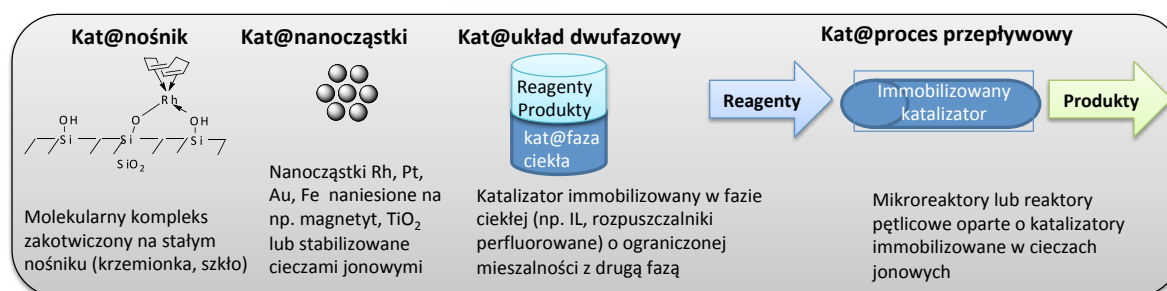 Kat@nośnik
Rh
OH
O
OH
Si
Si
Si
SiO2
Molekularny kompleks
zakotwiczony na stałym
nośniku (krzemionka, szkło)
Kat@nanocząstki
Nanocząstki Rh, Pt,
Au, Fe naniesione na
np. magnetyt, TiO2
lub stabilizowane
cieczami jonowymi
Kat@układ dwufazowy
Reagenty
Produkty
kat@faza
ciekła
Katalizator immobilizowany w fazie
ciekłej (np. IL, rozpuszczalniki
perfluorowane) o ograniczonej
mieszalności z drugą fazą
Kat@proces przepływowy
Reagenty
Immobilizowany
katalizator
Produkty
Mikroreaktory lub reaktory
pętlicowe oparte o katalizatory
immobilizowane w cieczach
jonowych